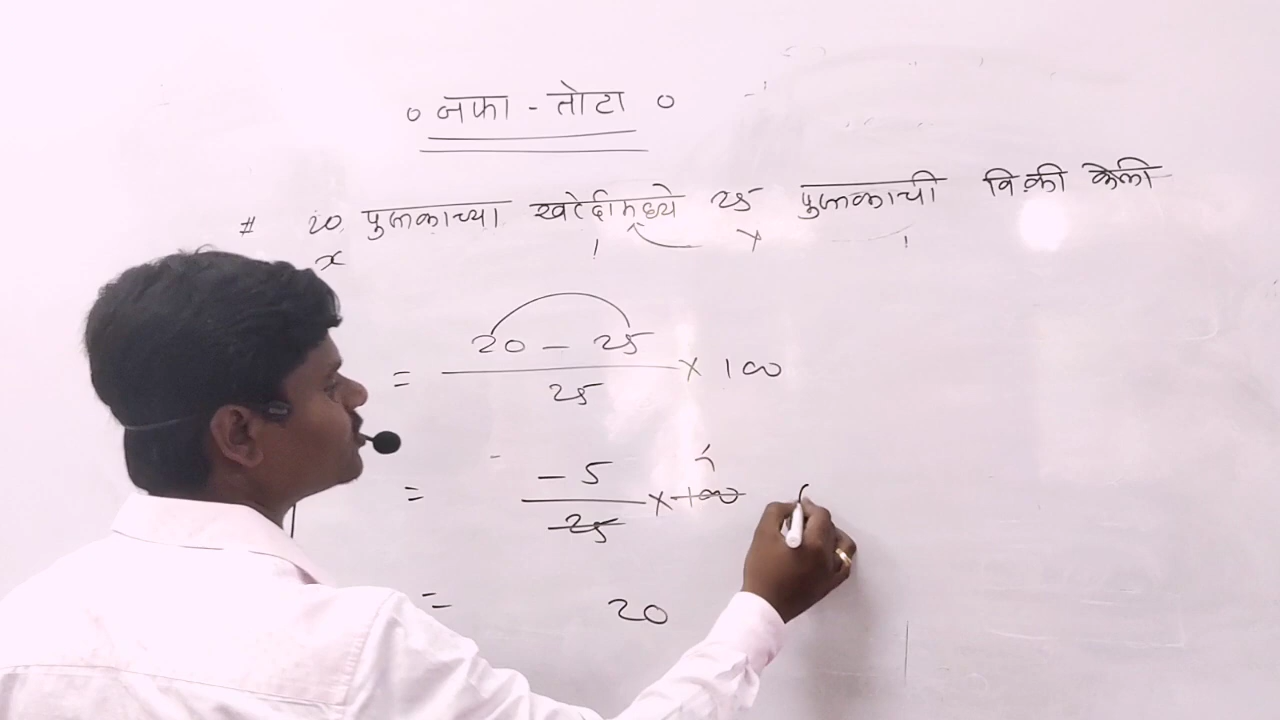 ० नफा - तोटा ०
# 20 पुस्तकाच्या खरेदीमध्ये 25 पुस्तकाची विक्री केली
x y
= 20 - 25 / 25 × 100
= - 5 / 25 × 100
= 20